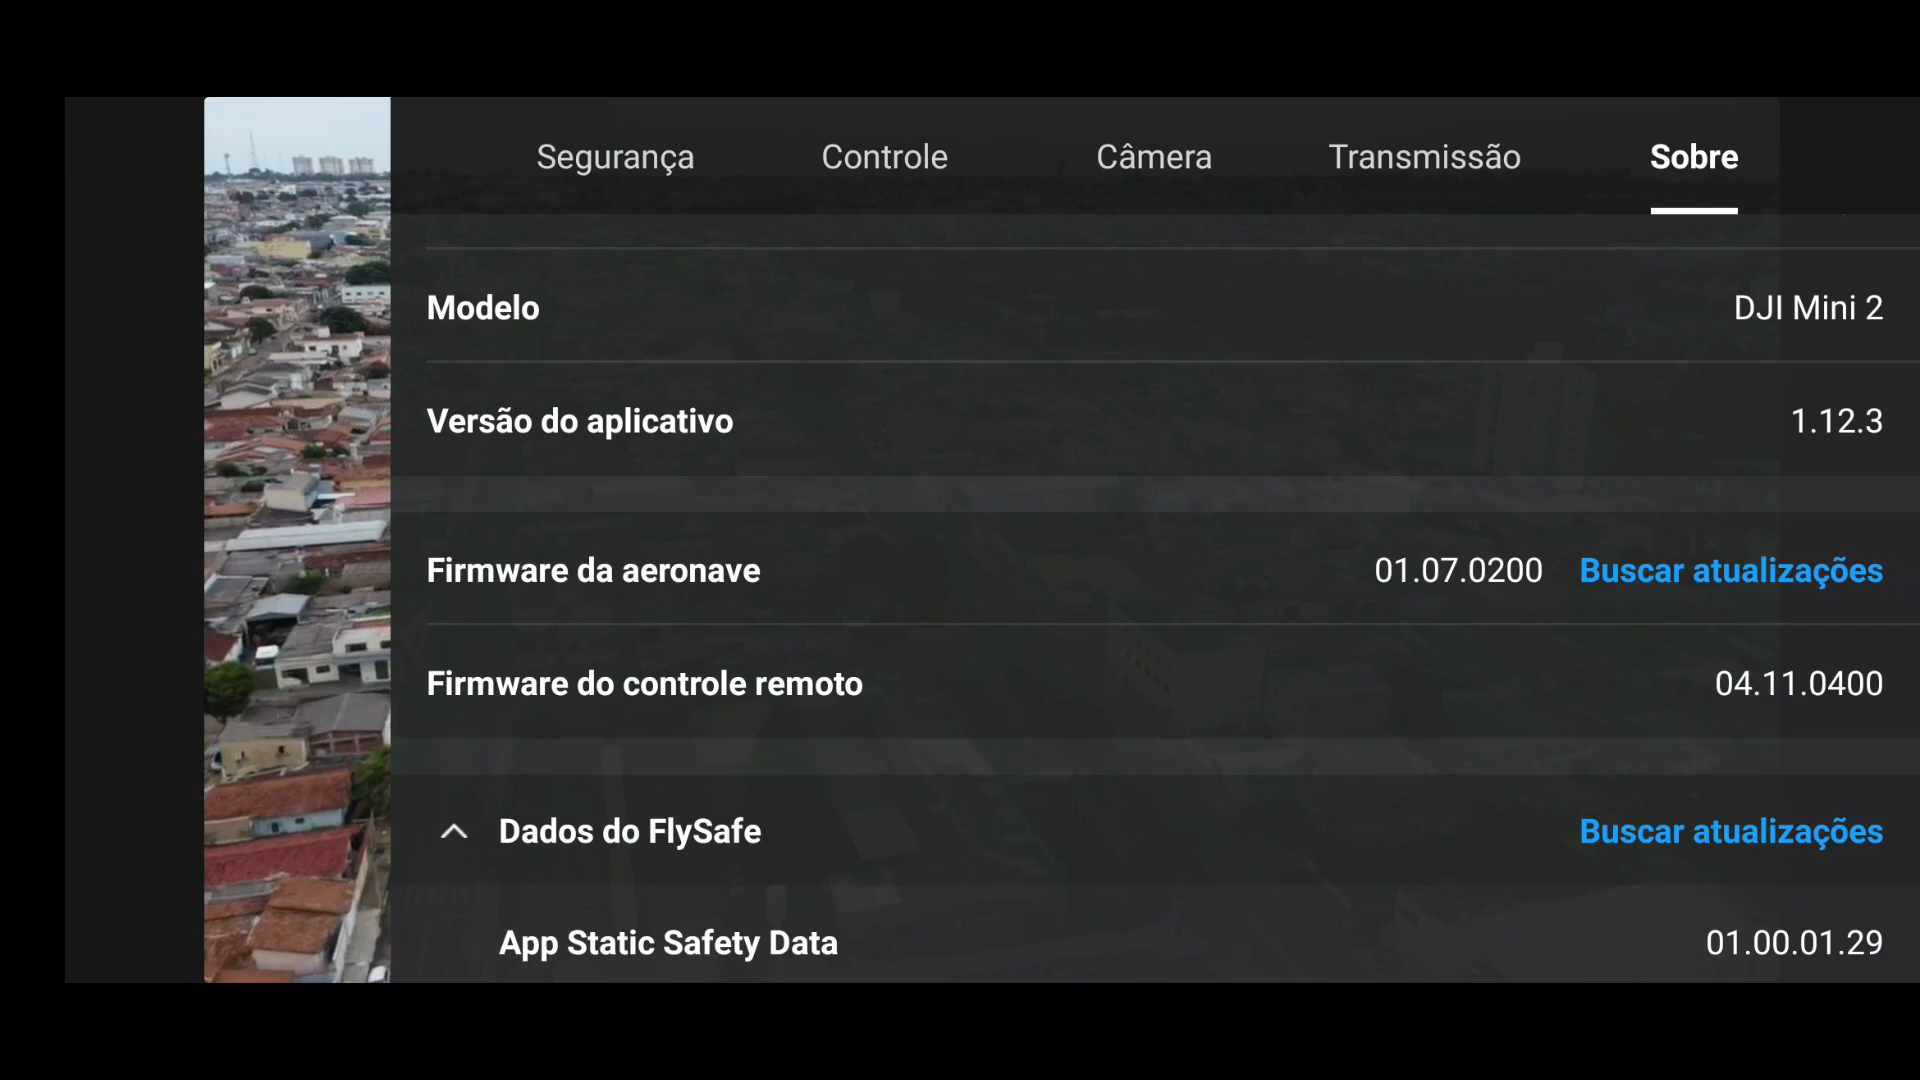 Segurança Controle Câmera Transmissão Sobre
Modelo DJI Mini 2
Versão do aplicativo 1.12.3
Firmware da aeronave 01.07.0200 Buscar atualizações
Firmware do controle remoto 04.11.0400
Dados do FlySafe Buscar atualizações
App Static Safety Data 01.00.01.29